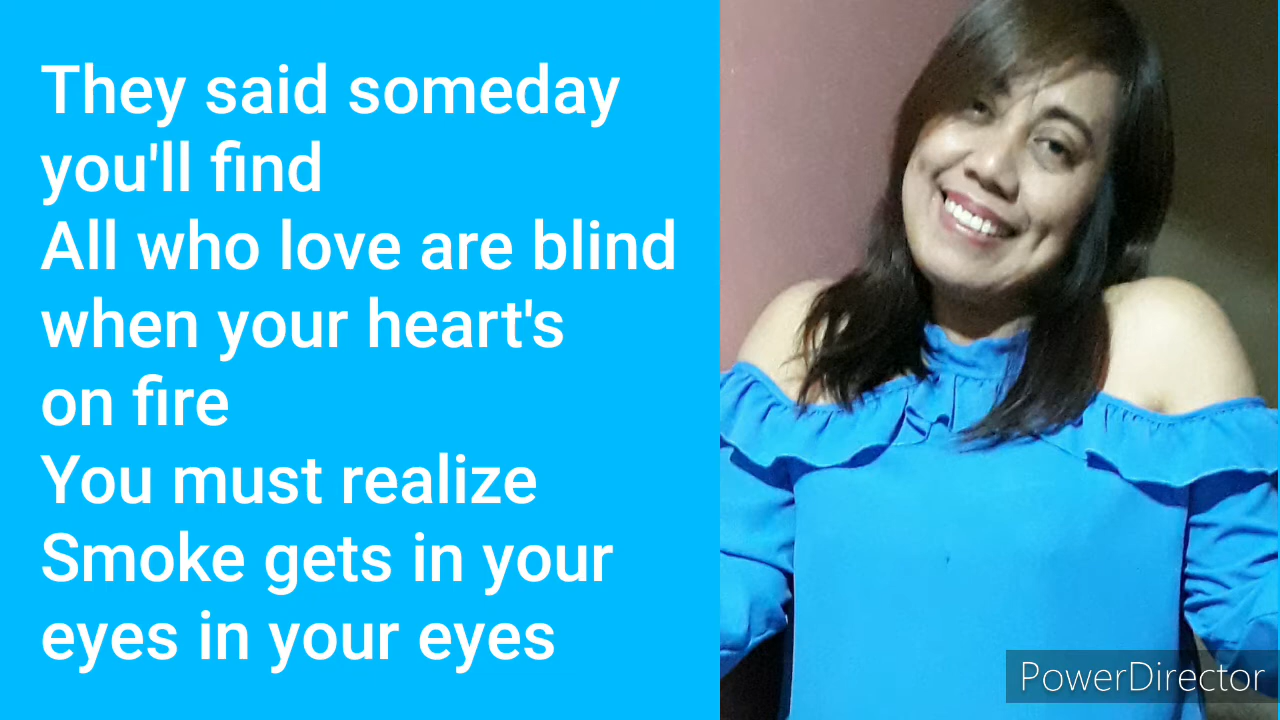 They said someday
you'll find
All who love are blind
when your heart's
on fire
You must realize
Smoke gets in your
eyes in your eyes
PowerDirector